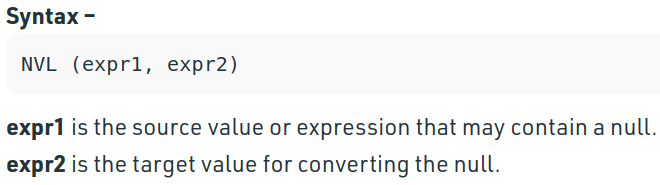 Syntax –
NVL (expr1, expr2)
expr1 is the source value or expression that may contain a null.
expr2 is the target value for converting the null.